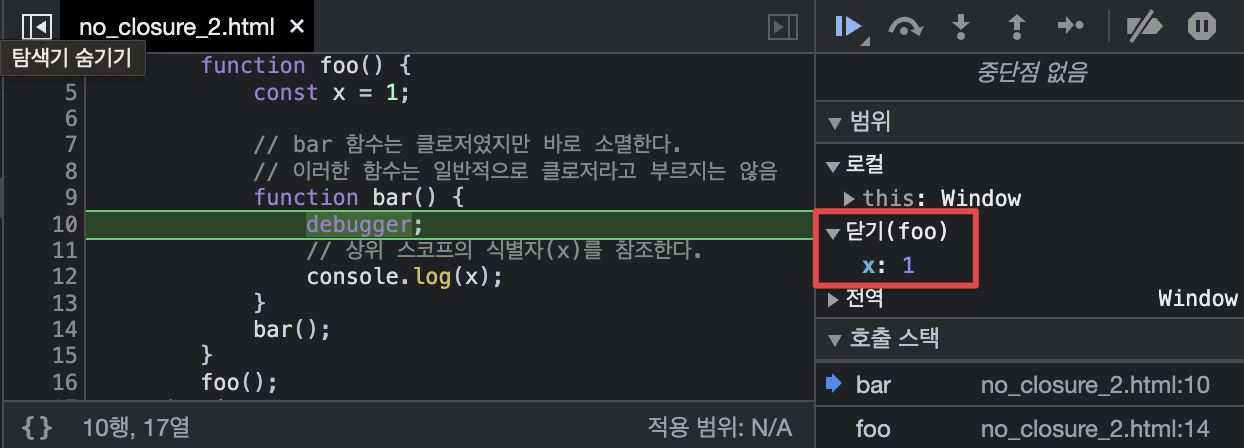 no_closure_2.html ×
탐색기 숨기기
function foo() {
5 const x = 1;
6
7 // bar 함수는 클로저였지만 바로 소멸한다.
8 // 이러한 함수는 일반적으로 클로저라고 부르지는 않음
9 function bar() {
10 debugger;
11 // 상위 스코프의 식별자(x)를 참조한다.
12 console.log(x);
13 }
14 bar();
15 }
16 foo();
{} 10행, 17열 적용 범위: N/A
중단점 없음
범위
로컬
this: Window
닫기(foo)
x: 1
전역 Window
호출 스택
bar no_closure_2.html:10
foo no_closure_2.html:14